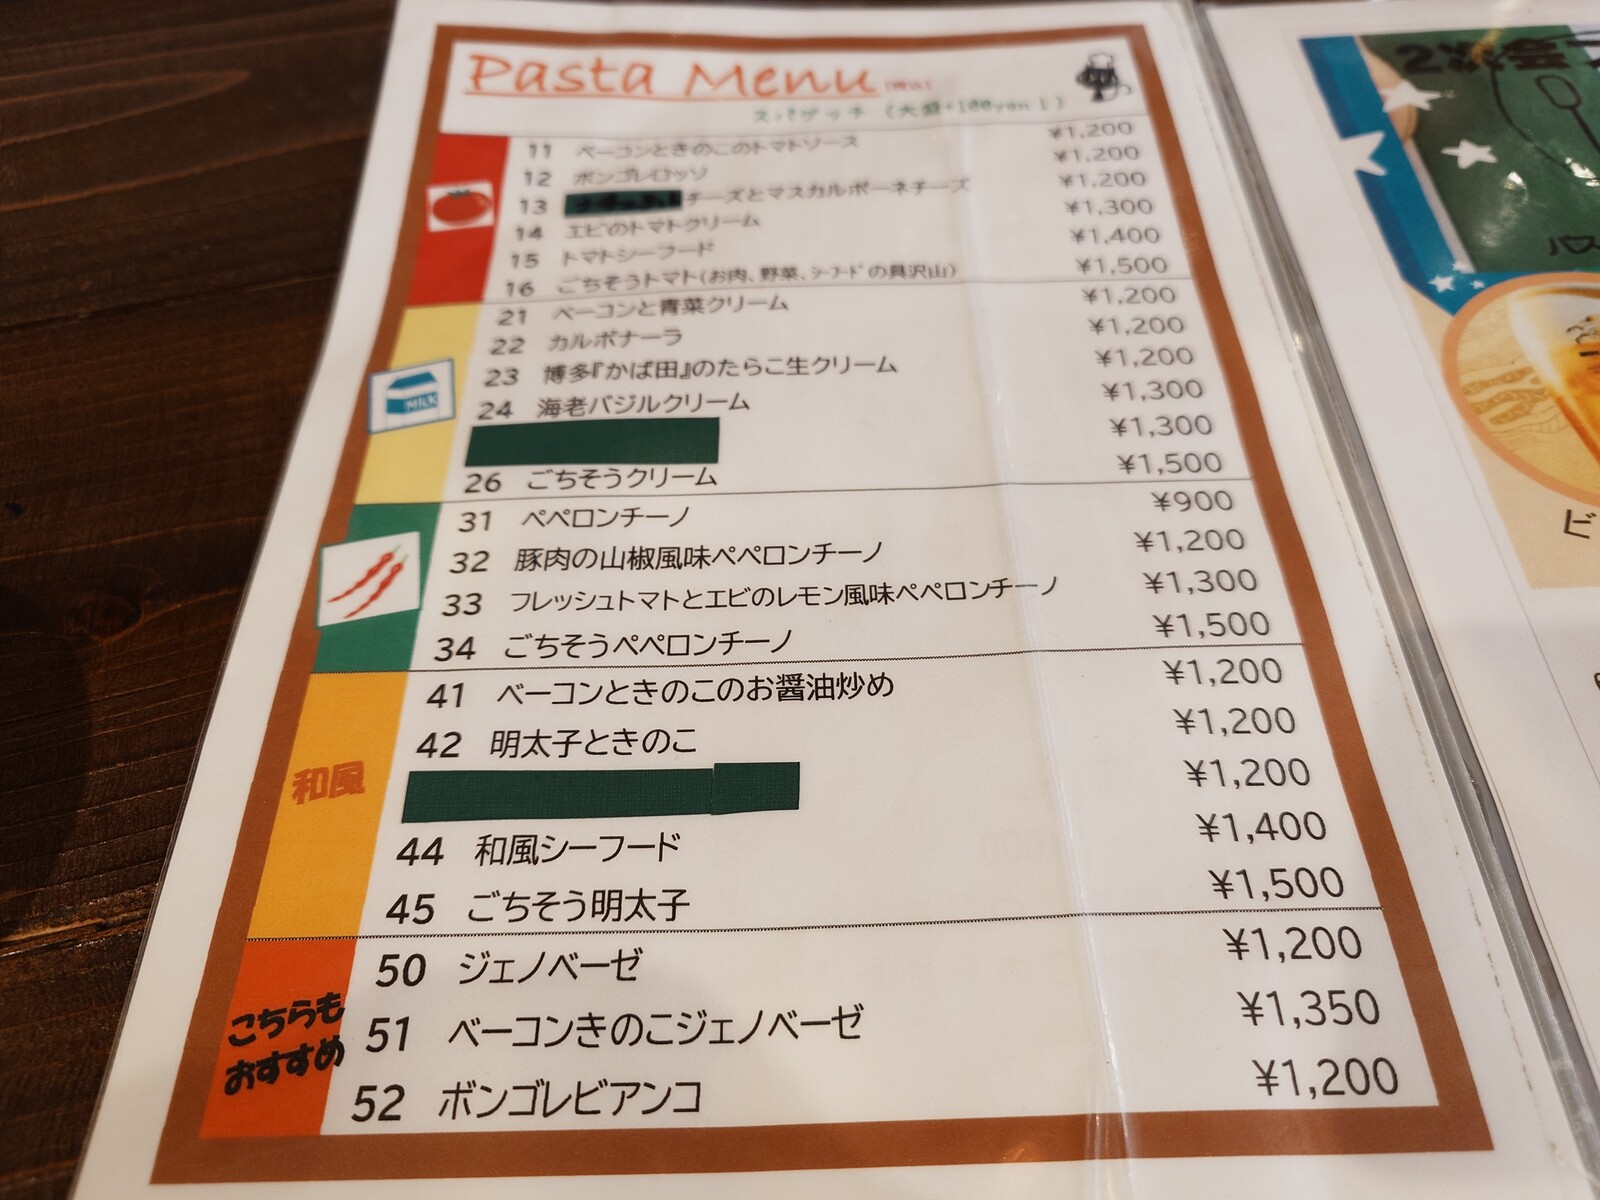 Pasta Menu
スパゲッチ (大盛+100yen！)
11 ベーコンときのこのトマトソース ¥1,200
12 ボンゴレロッソ ¥1,200
13 チーズとマスカルポーネチーズ ¥1,200
14 エビのトマトクリーム ¥1,300
15 トマトシーフード ¥1,400
16 ごちそうトマト(お肉、野菜、シーフードの具沢山) ¥1,500
21 ベーコンと青菜クリーム ¥1,200
22 カルボナーラ ¥1,200
23 博多『かば田』のたらこ生クリーム ¥1,200
24 海老バジルクリーム ¥1,300
¥1,300
26 ごちそうクリーム ¥1,500
MILK
31 ペペロンチーノ ¥900
32 豚肉の山椒風味ペペロンチーノ ¥1,200
33 フレッシュトマトとエビのレモン風味ペペロンチーノ ¥1,300
34 ごちそうペペロンチーノ ¥1,500
和風
41 ベーコンときのこのお醤油炒め ¥1,200
42 明太子ときのこ ¥1,200
¥1,200
44 和風シーフード ¥1,400
45 ごちそう明太子 ¥1,500
こちらも
おすすめ
50 ジェノベーゼ ¥1,200
51 ベーコンきのこジェノベーゼ ¥1,350
52 ボンゴレビアンコ ¥1,200
2次会
パス
ビ